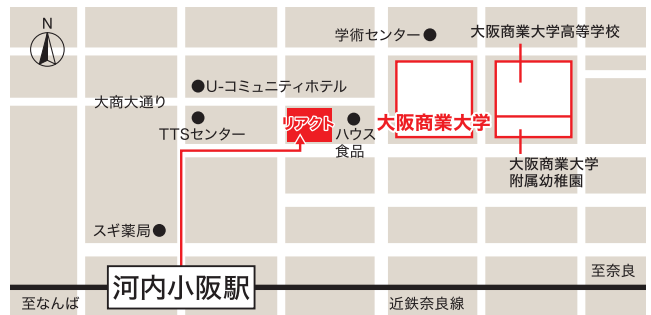 N
学術センター
大阪商業大学高等学校
U-コミュニティホテル
大商大通り
TTSセンター
リアクト
ハウス
食品
大阪商業大学
大阪商業大学
附属幼稚園
スギ薬局
河内小阪駅
至奈良
至なんば
近鉄奈良線